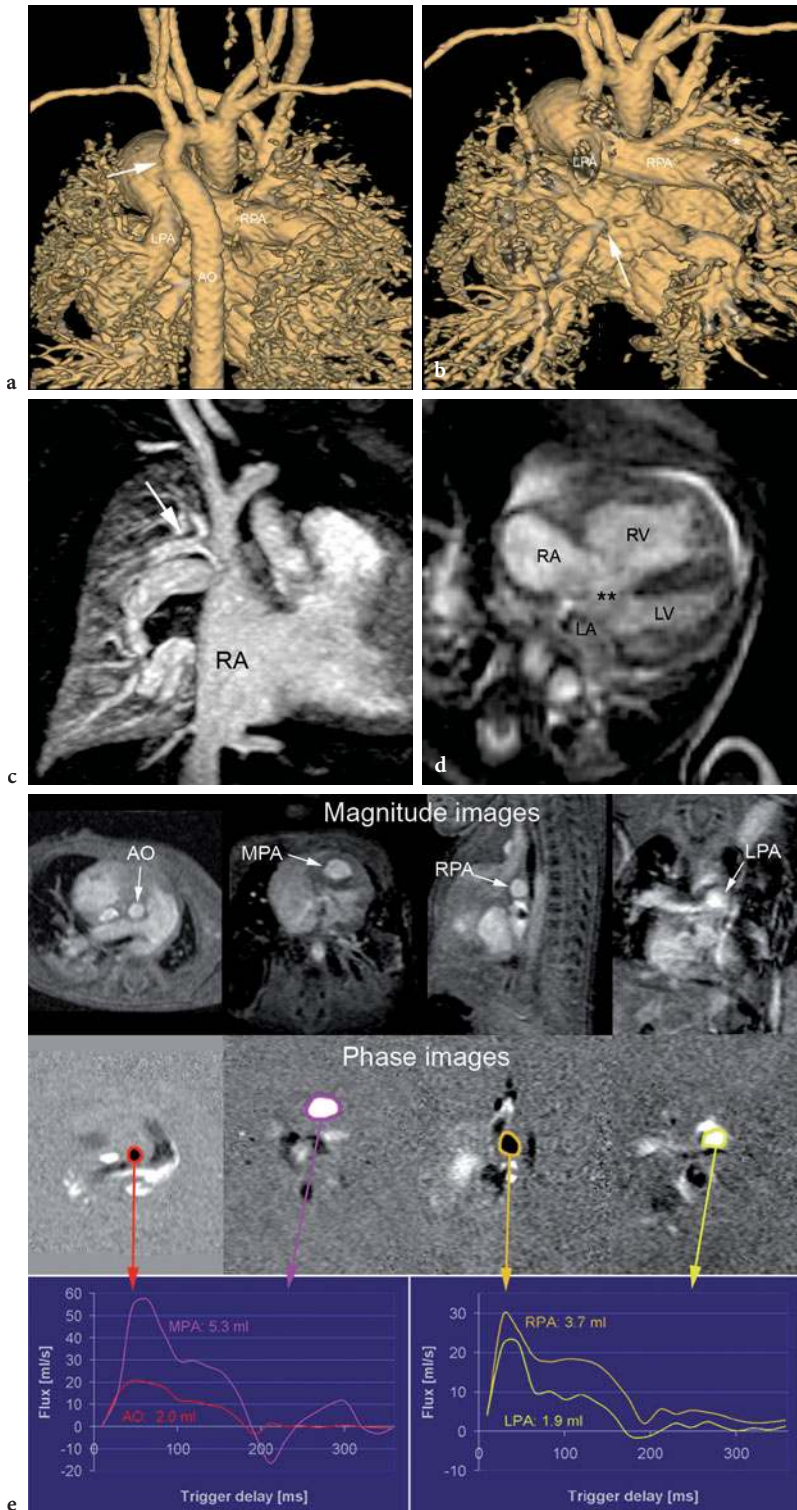 LPA
RPA
AO
a
LPA
RPA
*
b
RA
c
RA
RV
**
LA
LV
d
Magnitude images
AO
MPA
RPA
LPA
Phase images
60
50
40
30
20
10
0
-10
-20
Flux [ml/s]
MPA: 5.3 ml
AO: 2.0 ml
0 100 200 300
Trigger delay [ms]
30
20
10
0
-10
Flux [ml/s]
RPA: 3.7 ml
LPA: 1.9 ml
0 100 200 300
Trigger delay [ms]
e